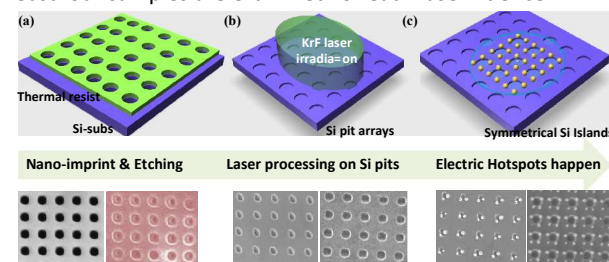 (a)
(b)
(c)
KrF laser
irradia=on
Thermal resist
Si-subs
Si pit arrays
Symmetrical Si Islands
Nano-imprint & Etching
Laser processing on Si pits
Electric Hotspots happen